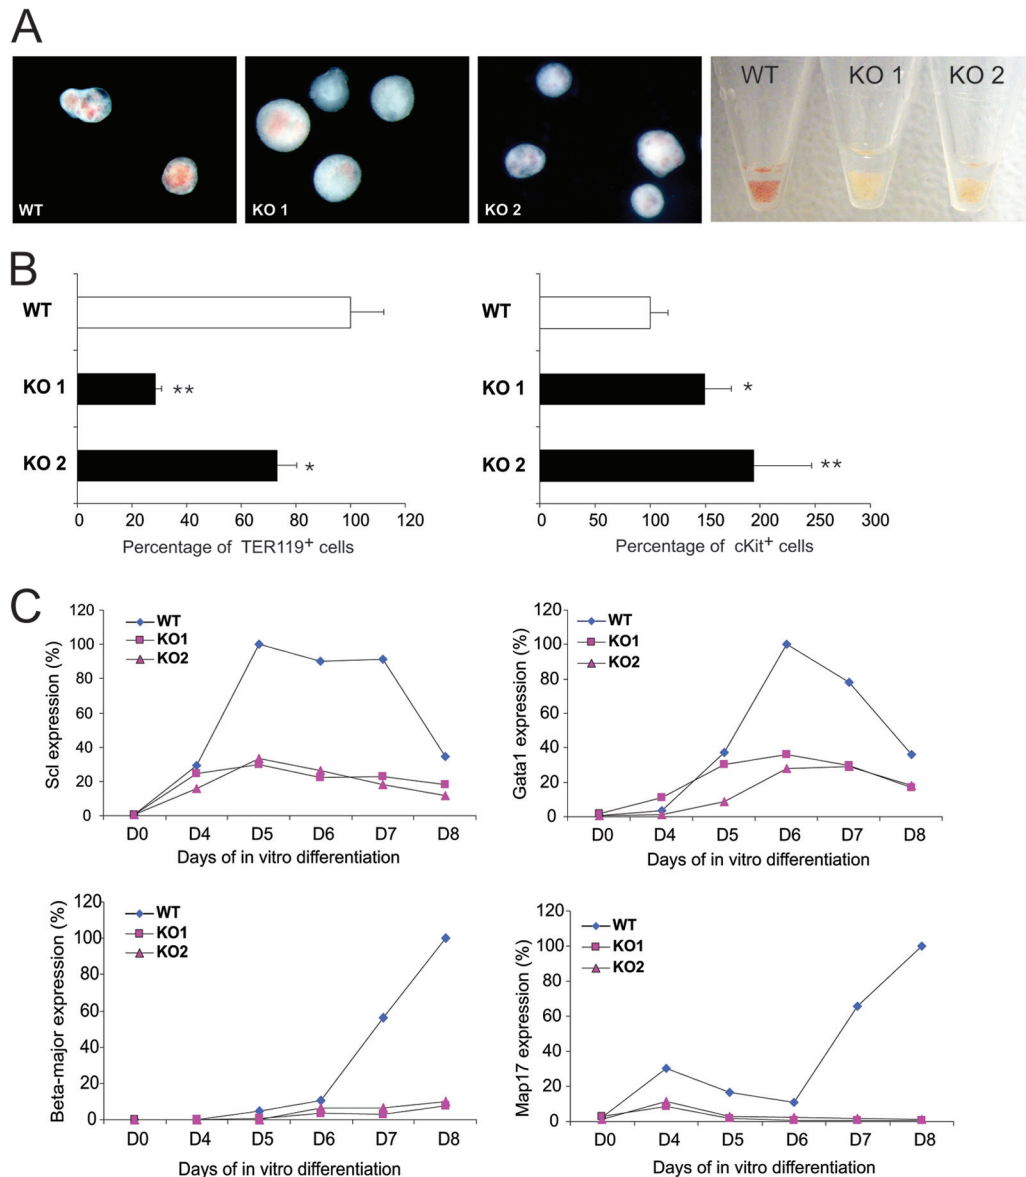 A
WT
KO 1
KO 2
WT KO 1 KO 2
B
WT
KO 1
**
KO 2
*
0 20 40 60 80 100 120
Percentage of TER119+ cells
WT
KO 1
*
KO 2
**
0 50 100 150 200 250 300
Percentage of cKit+ cells
C
Scl expression (%)
120
100
80
60
40
20
0
WT
KO1
KO2
D0 D4 D5 D6 D7 D8
Days of in vitro differentiation
Gata1 expression (%)
120
100
80
60
40
20
0
WT
KO1
KO2
D0 D4 D5 D6 D7 D8
Days of in vitro differentiation
Beta-major expression (%)
120
100
80
60
40
20
0
WT
KO1
KO2
D0 D4 D5 D6 D7 D8
Days of in vitro differentiation
Map17 expression (%)
120
100
80
60
40
20
0
WT
KO1
KO2
D0 D4 D5 D6 D7 D8
Days of in vitro differentiation